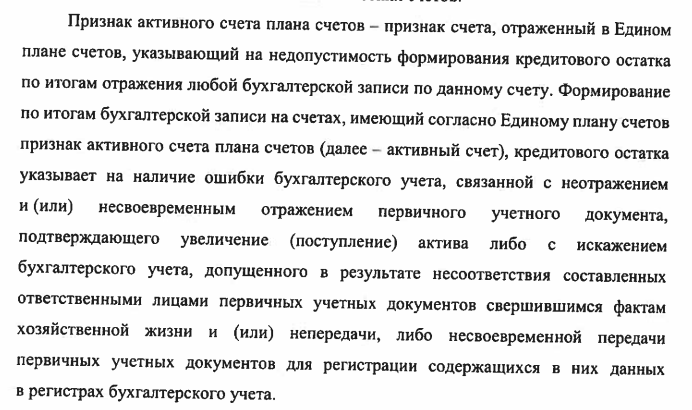 Признак активного счета плана счетов – признак счета, отраженный в Едином
плане счетов, указывающий на недопустимость формирования кредитового остатка
по итогам отражения любой бухгалтерской записи по данному счету. Формирование
по итогам бухгалтерской записи на счетах, имеющий согласно Единому плану счетов
признак активного счета плана счетов (далее – активный счет), кредитового остатка
указывает на наличие ошибки бухгалтерского учета, связанной с неотражением
и (или) несвоевременным отражением первичного учетного документа,
подтверждающего увеличение (поступление) актива либо с искажением
бухгалтерского учета, допущенного в результате несоответствия составленных
ответственными лицами первичных учетных документов свершившимся фактам
хозяйственной жизни и (или) непередачи, либо несвоевременной передачи
первичных учетных документов для регистрации содержащихся в них данных
в регистрах бухгалтерского учета.